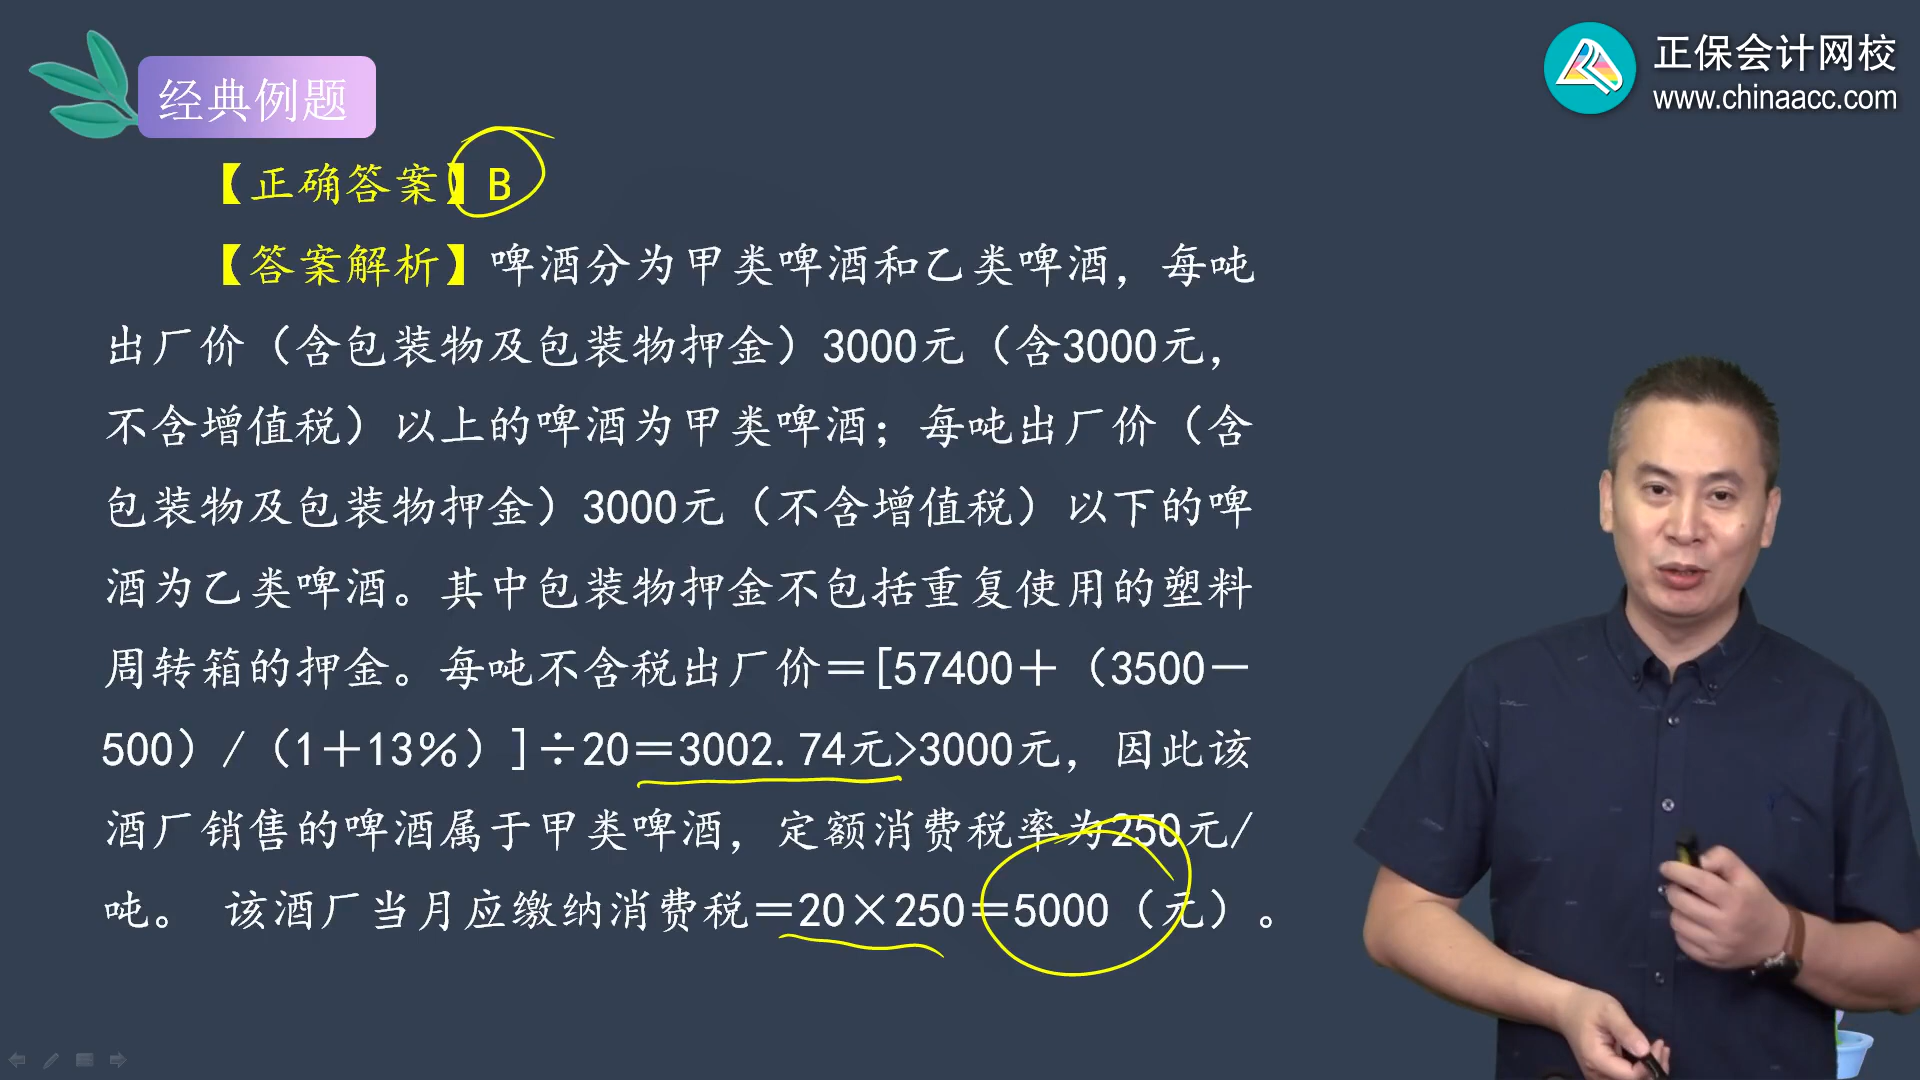 经典例题
正保会计网校
www.chinaacc.com
【正确答案】B
【答案解析】啤酒分为甲类啤酒和乙类啤酒，每吨
出厂价（含包装物及包装物押金）3000元（含3000元，
不含增值税）以上的啤酒为甲类啤酒；每吨出厂价（含
包装物及包装物押金）3000元（不含增值税）以下的啤
酒为乙类啤酒。其中包装物押金不包括重复使用的塑料
周转箱的押金。每吨不含税出厂价＝[57400＋（3500－
500）/（1＋13％）]÷20＝3002.74元>3000元，因此该
酒厂销售的啤酒属于甲类啤酒，定额消费税率为250元/
吨。 该酒厂当月应缴纳消费税＝20×250＝5000（元）。